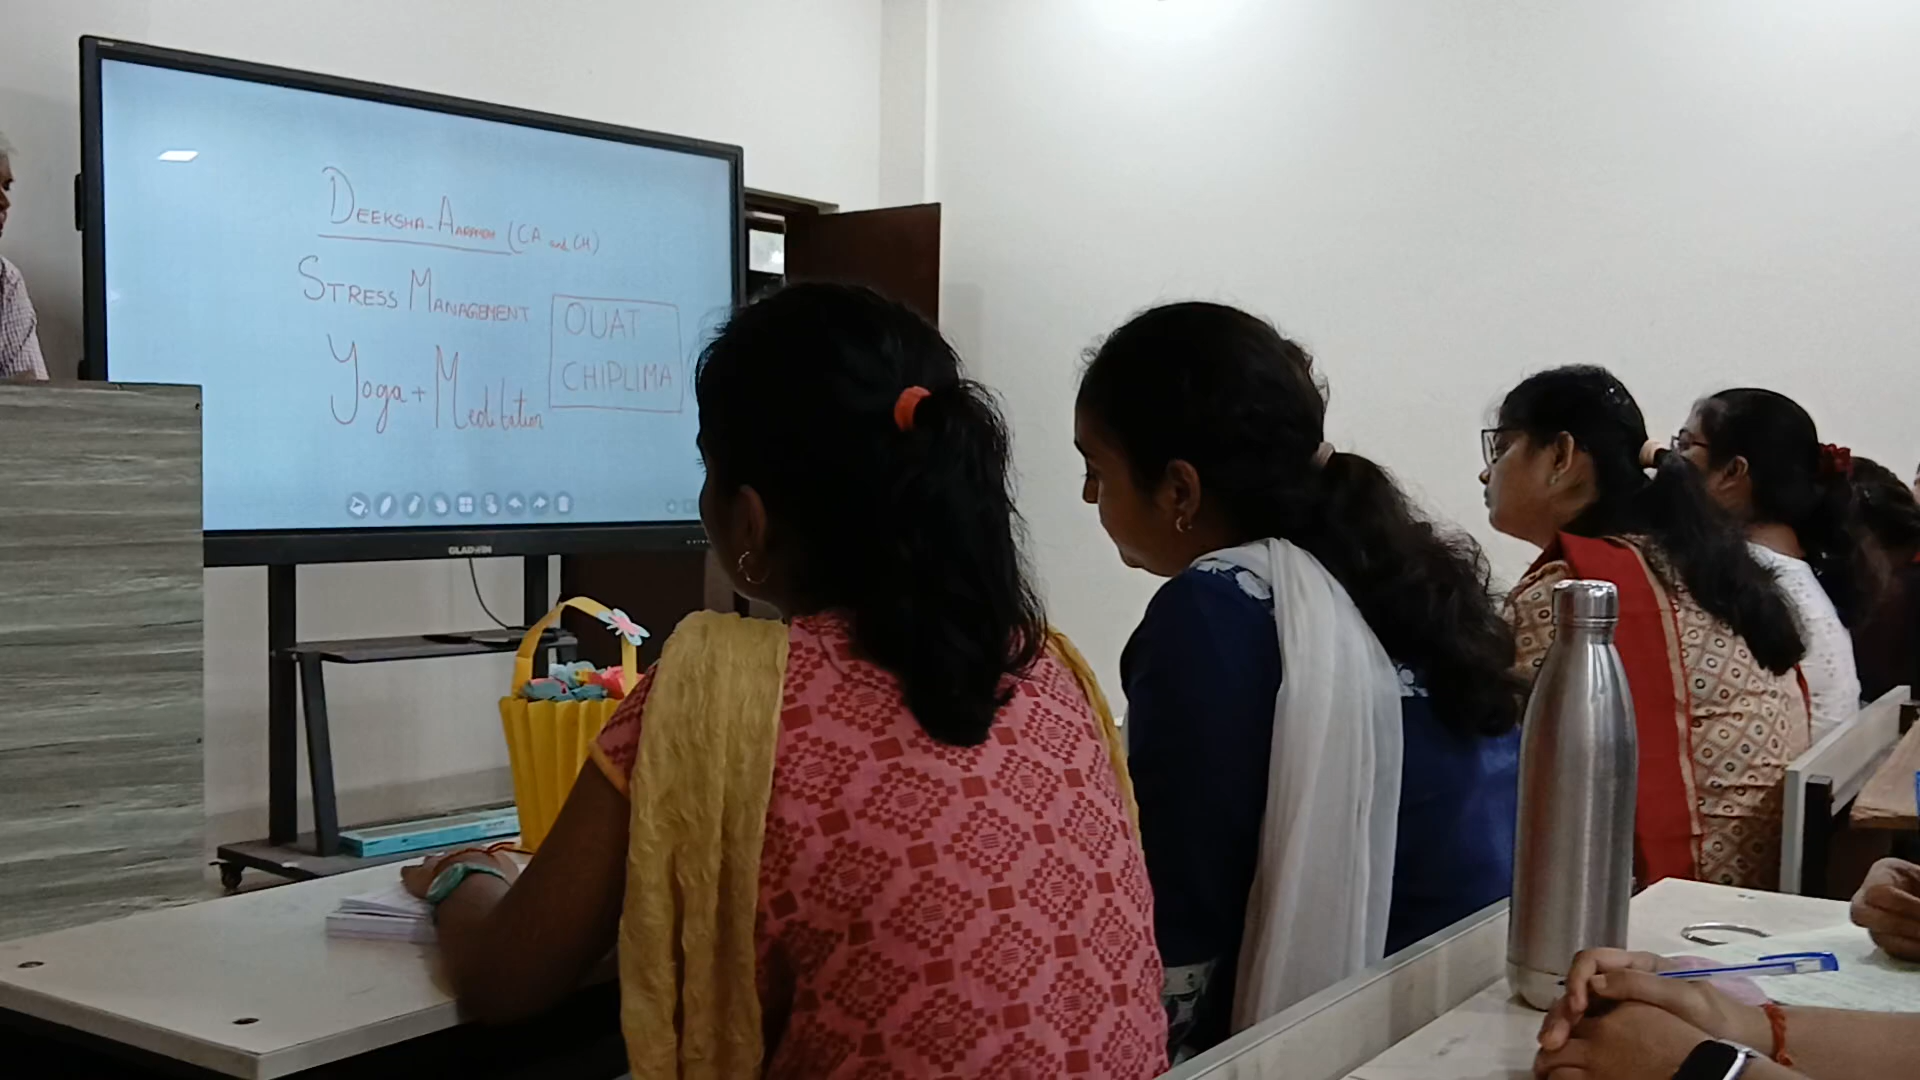 DEEKSHA-AARAMBH (CA and CH)
STRESS MANAGEMENT
Yoga + Meditation
OUAT
CHIPLIMA
GLADWIN